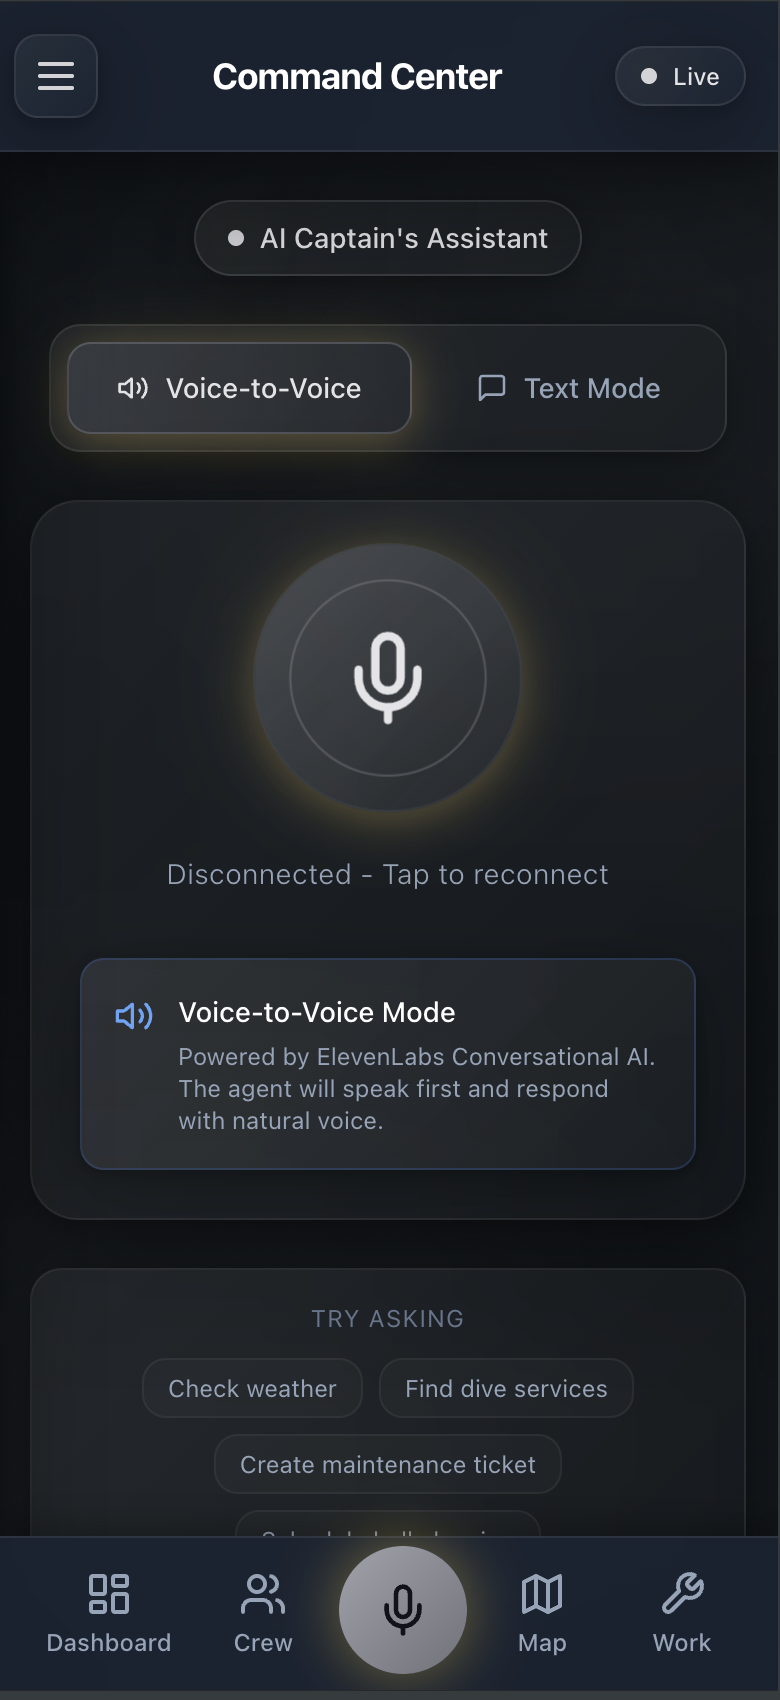 Command Center
Live
AI Captain's Assistant
Voice-to-Voice
Text Mode
Disconnected - Tap to reconnect
Voice-to-Voice Mode
Powered by ElevenLabs Conversational AI.
The agent will speak first and respond
with natural voice.
TRY ASKING
Check weather
Find dive services
Create maintenance ticket
Dashboard
Crew
Map
Work